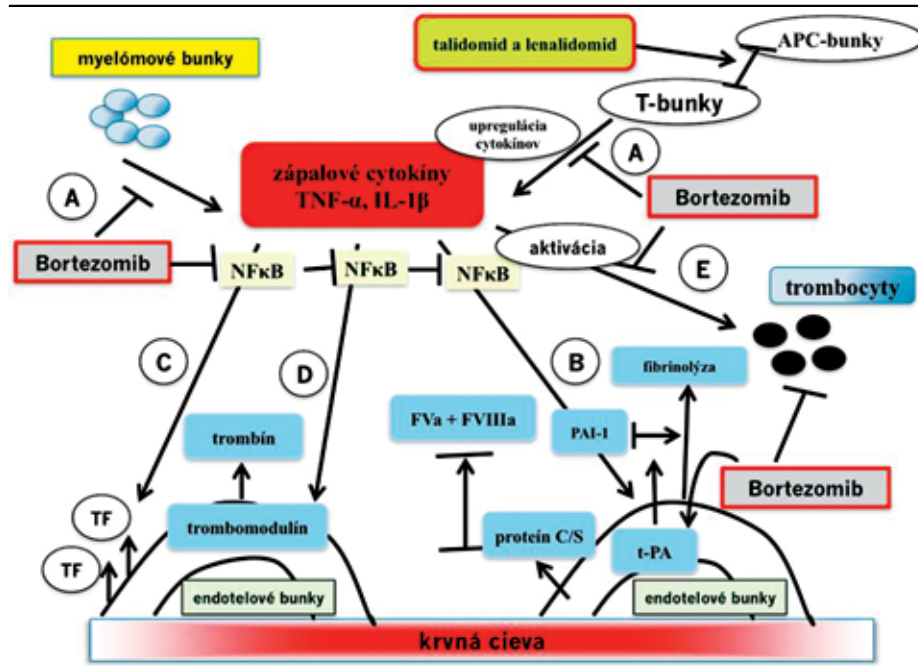 talidomid a lenalidomid
APC-bunky
myelómové bunky
T-bunky
upregulácia
cytokínov
A
zápalové cytokíny
TNF-α, IL-1β
A
Bortezomib
Bortezomib
NFκB
NFκB
NFκB
aktivácia
E
trombocyty
C
D
B
fibrinolýza
FVa + FVIIIa
PAI-1
trombín
Bortezomib
TF
trombomodulín
proteín C/S
t-PA
TF
endotelové bunky
endotelové bunky
krvná cieva